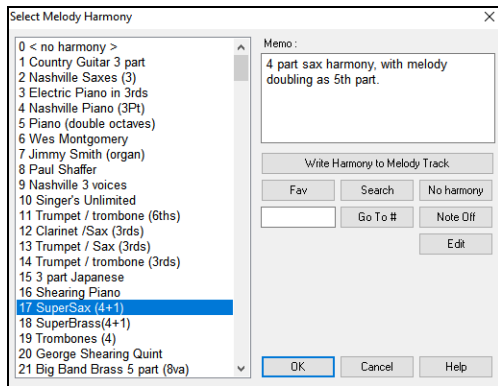 Select Melody Harmony
0 < no harmony >
1 Country Guitar 3 part
2 Nashville Saxes (3)
3 Electric Piano in 3rds
4 Nashville Piano (3Pt)
5 Piano (double octaves)
6 Wes Montgomery
7 Jimmy Smith (organ)
8 Paul Shaffer
9 Nashville 3 voices
10 Singer's Unlimited
11 Trumpet / trombone (6ths)
12 Clarinet /Sax (3rds)
13 Trumpet / Sax (3rds)
14 Trumpet / trombone (3rds)
15 3 part Japanese
16 Shearing Piano
17 SuperSax (4+1)
18 SuperBrass(4+1)
19 Trombones (4)
20 George Shearing Quint
21 Big Band Brass 5 part (8va)
Memo :
4 part sax harmony, with melody
doubling as 5th part.
Write Harmony to Melody Track
Fav Search No harmony
Go To # Note Off
Edit
OK Cancel Help